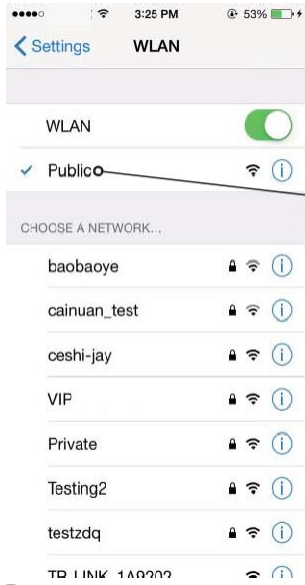 3:25 PM 53%
Settings WLAN
WLAN
Public
CHOOSE A NETWORK...
baobaoye
cainuan_test
ceshi-jay
VIP
Private
Testing2
testzdq